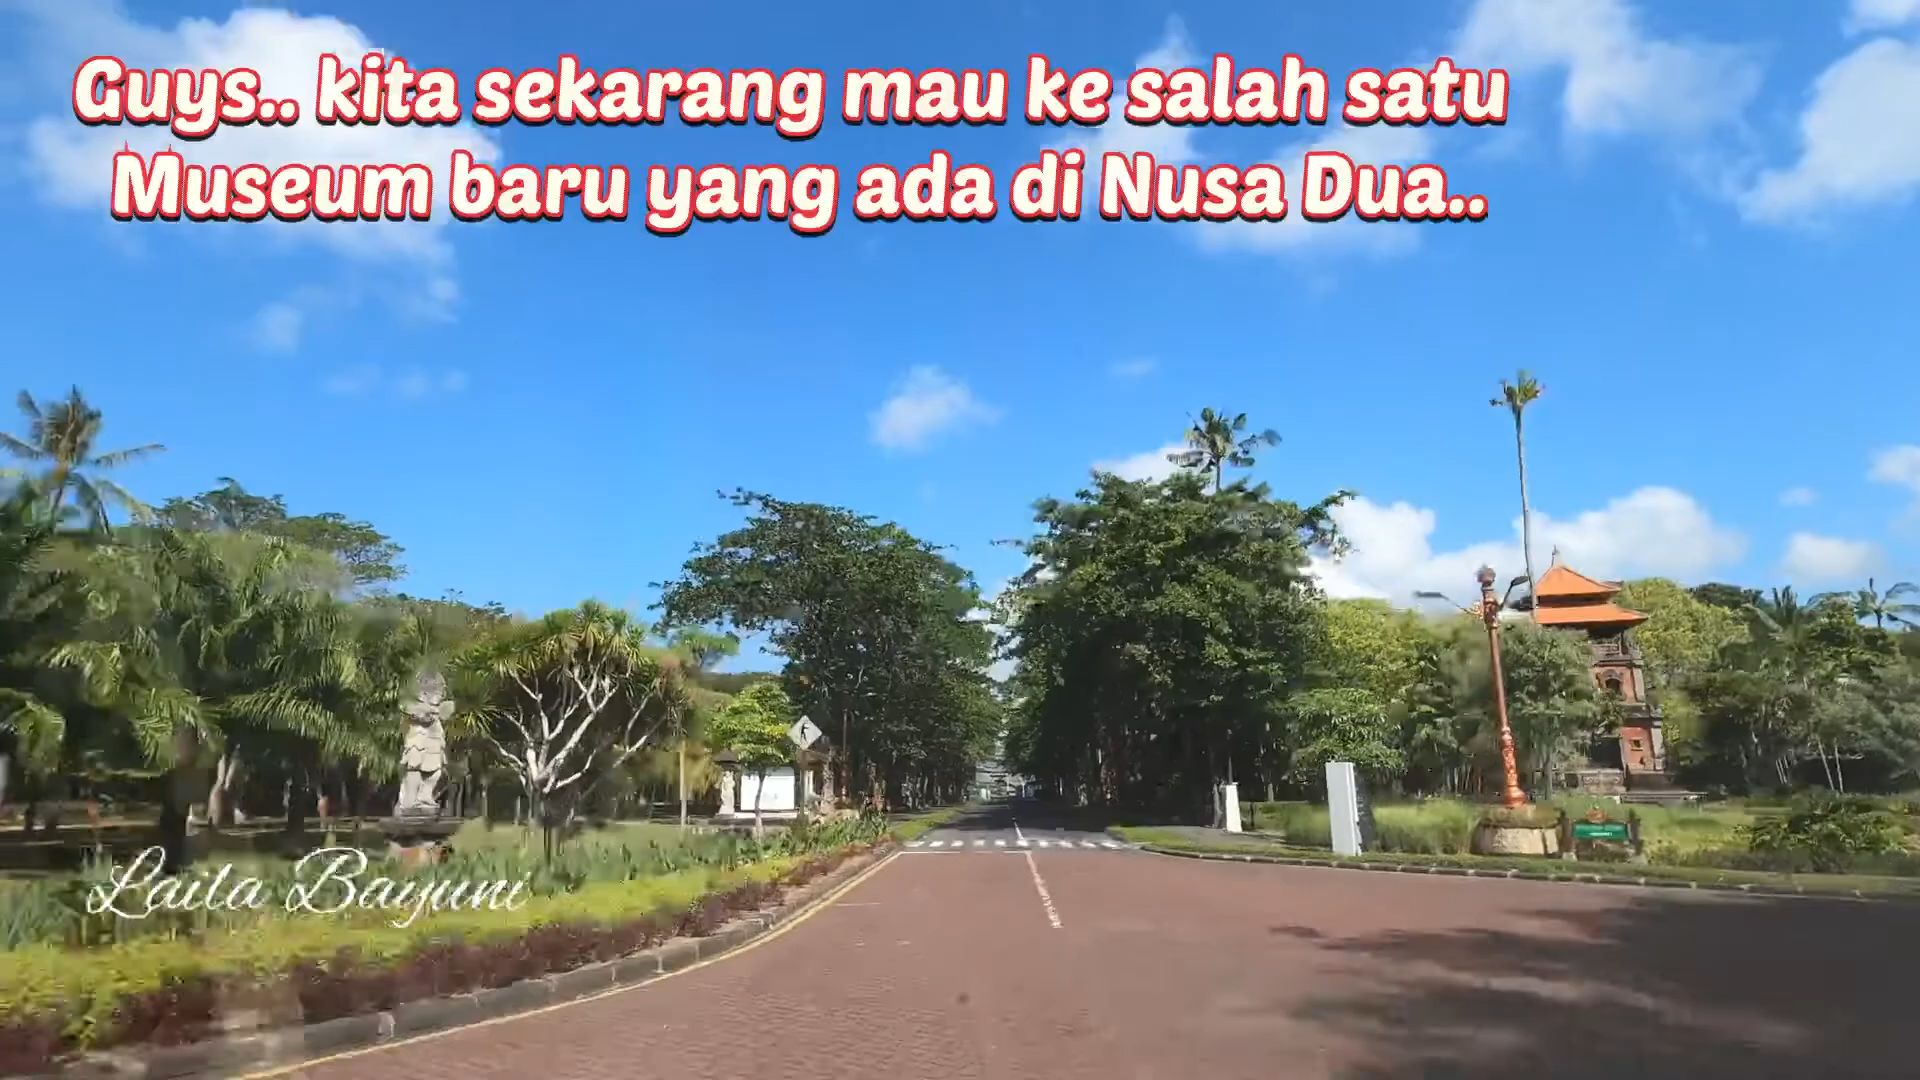 Guys.. kita sekarang mau ke salah satu
Museum baru yang ada di Nusa Dua..
Laila Bayuni